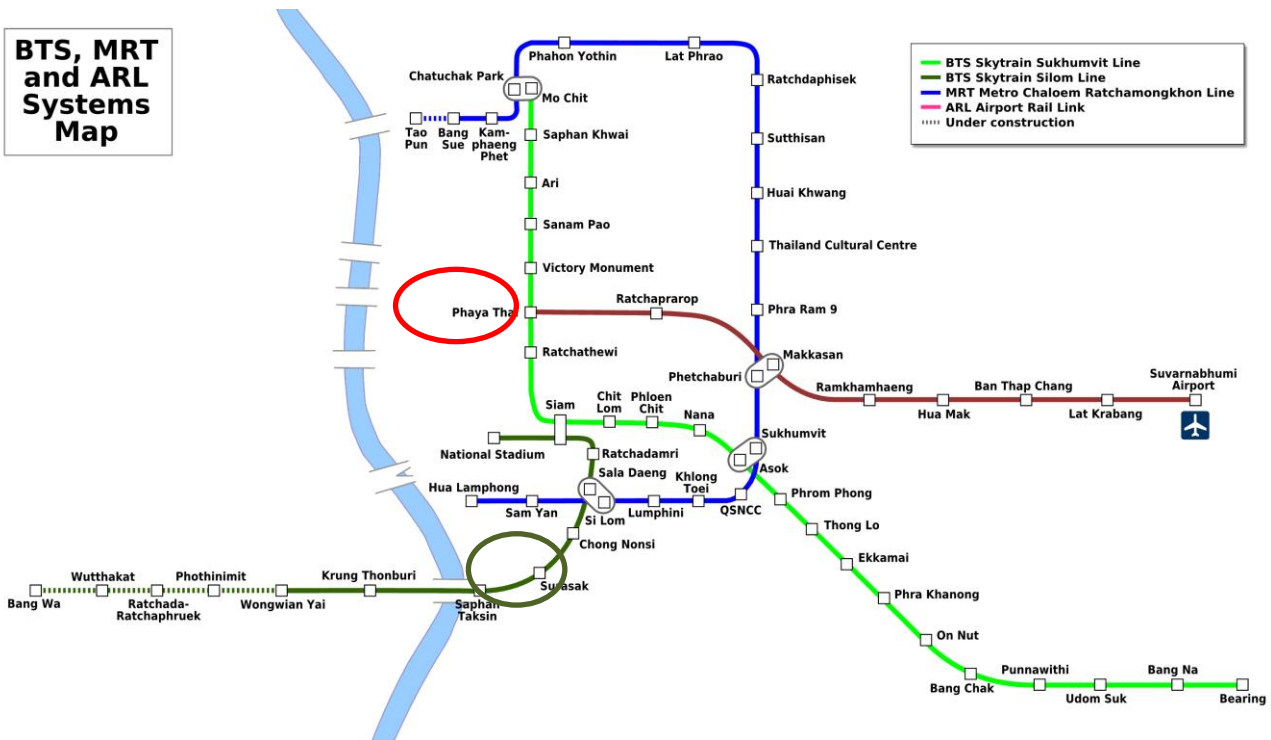 BTS, MRT
and ARL
Systems
Map
BTS Skytrain Sukhumvit Line
BTS Skytrain Silom Line
MRT Metro Chaloem Ratchamongkhon Line
ARL Airport Rail Link
Under construction
Phahon Yothin
Lat Phrao
Chatuchak Park
Mo Chit
Ratchdaphisek
Tao
Pun
Bang
Sue
Kam-
phaeng
Phet
Saphan Khwai
Sutthisan
Ari
Huai Khwang
Sanam Pao
Thailand Cultural Centre
Victory Monument
Phaya Thai
Ratchaprarop
Phra Ram 9
Ratchathewi
Makkasan
Phetchaburi
Ramkhamhaeng
Hua Mak
Ban Thap Chang
Lat Krabang
Suvarnabhumi
Airport
Siam
Chit
Lom
Phloen
Chit
Nana
Sukhumvit
National Stadium
Ratchadamri
Asok
Sala Daeng
Hua Lamphong
Sam Yan
Si Lom
Lumphini
Khlong
Toei
QSNCC
Phrom Phong
Thong Lo
Chong Nonsi
Ekkamai
Surasak
Phra Khanong
Bang Wa
Wutthakat
Ratchada-
Ratchaphruek
Phothinimit
Wongwian Yai
Krung Thonburi
Saphan
Taksin
On Nut
Bang Chak
Punnawithi
Udom Suk
Bang Na
Bearing